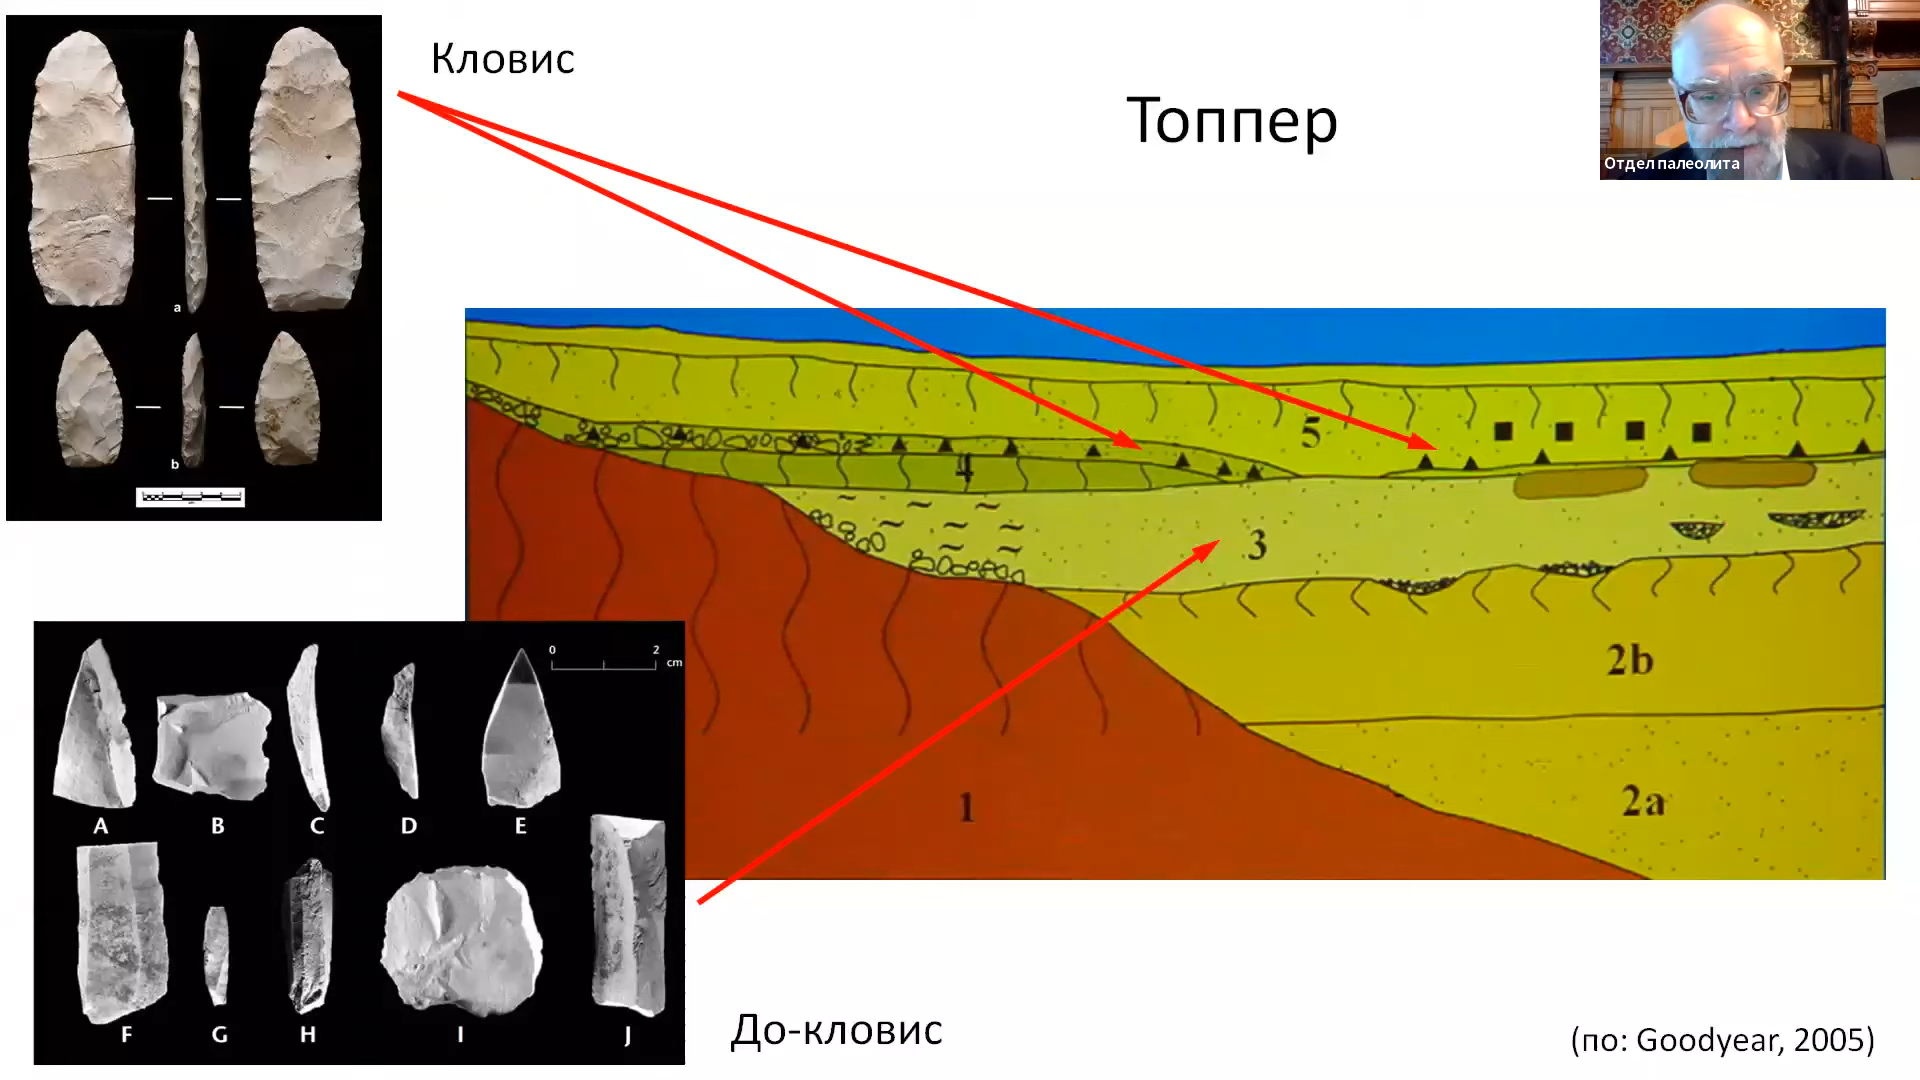 Кловис
Топпер
Отдел палеолита
a
b
5
4
3
2b
2a
1
0 2
cm
A B C D E
F G H I J
До-кловис
(по: Goodyear, 2005)